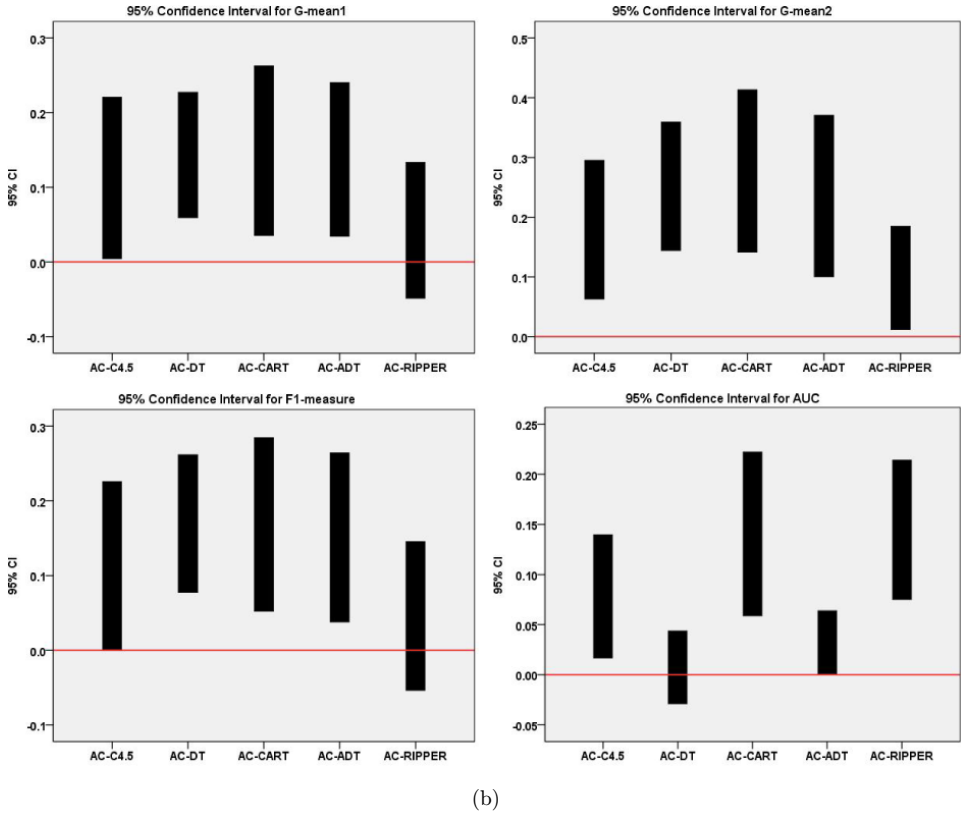 95% Confidence Interval for G-mean1
95% CI
0.3
0.2
0.1
0.0
-0.1
AC-C4.5 AC-DT AC-CART AC-ADT AC-RIPPER
95% Confidence Interval for G-mean2
95% CI
0.5
0.4
0.3
0.2
0.1
0.0
AC-C4.5 AC-DT AC-CART AC-ADT AC-RIPPER
95% Confidence Interval for F1-measure
95% CI
0.3
0.2
0.1
0.0
-0.1
AC-C4.5 AC-DT AC-CART AC-ADT AC-RIPPER
95% Confidence Interval for AUC
95% CI
0.25
0.20
0.15
0.10
0.05
0.00
-0.05
AC-C4.5 AC-DT AC-CART AC-ADT AC-RIPPER
(b)